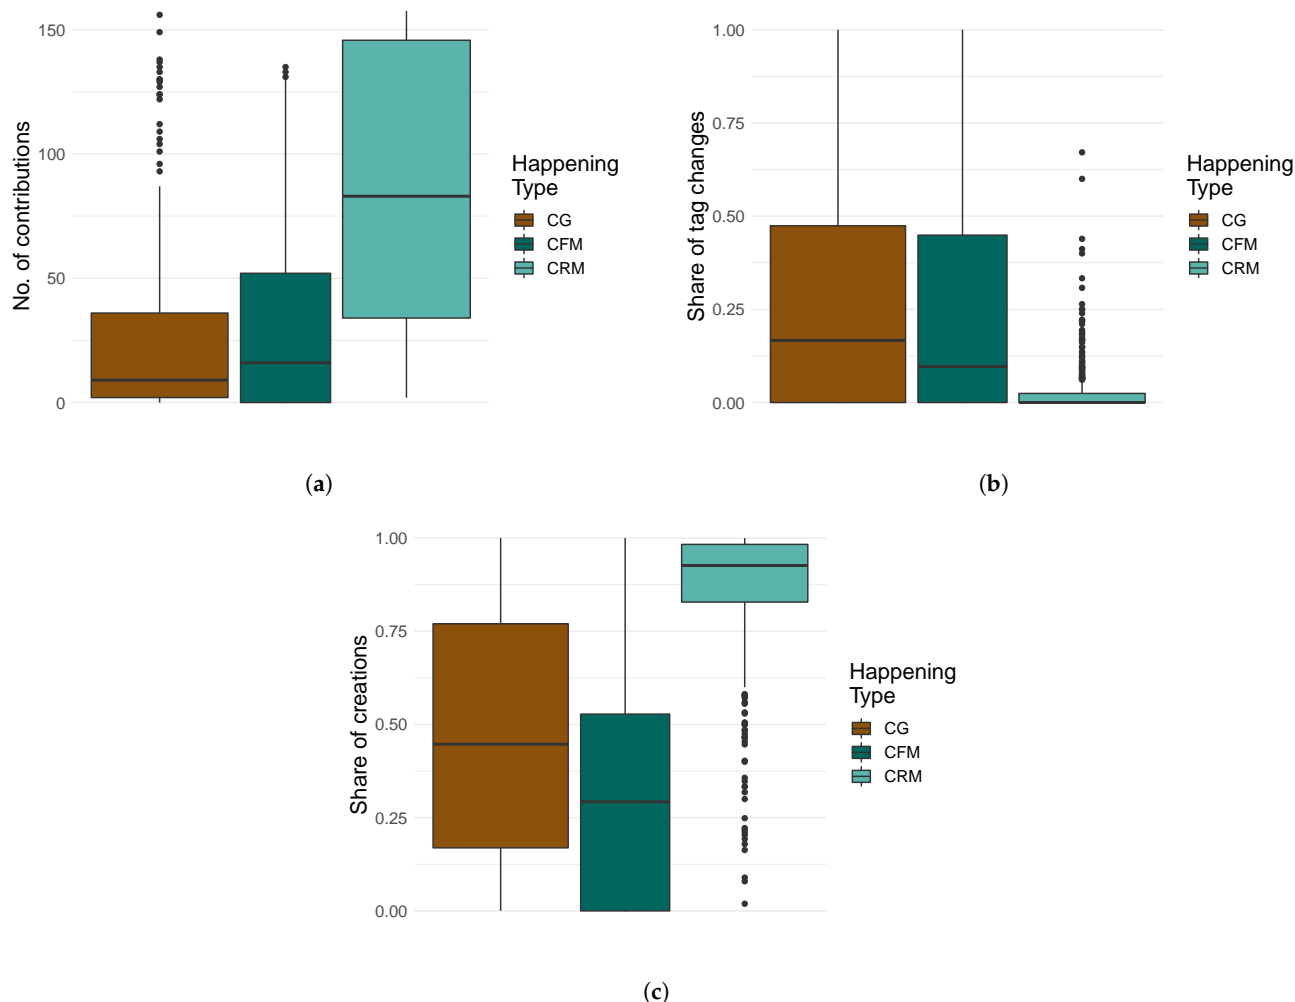 No. of contributions
150
100
50
0
Happening
Type
CG
CFM
CRM
(a)
Share of tag changes
1.00
0.75
0.50
0.25
0.00
Happening
Type
CG
CFM
CRM
(b)
Share of creations
1.00
0.75
0.50
0.25
0.00
Happening
Type
CG
CFM
CRM
(c)